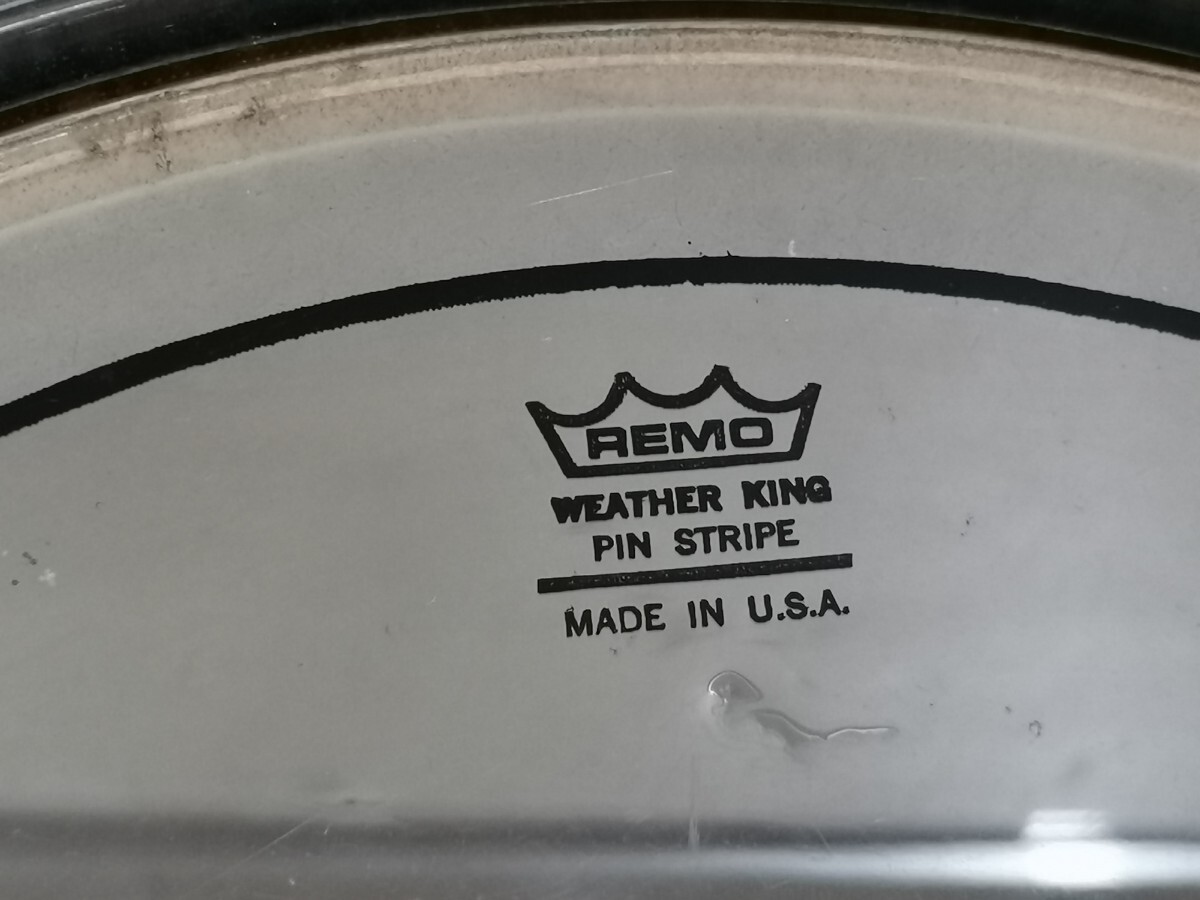 REMO
WEATHER KING
PIN STRIPE
MADE IN U.S.A.